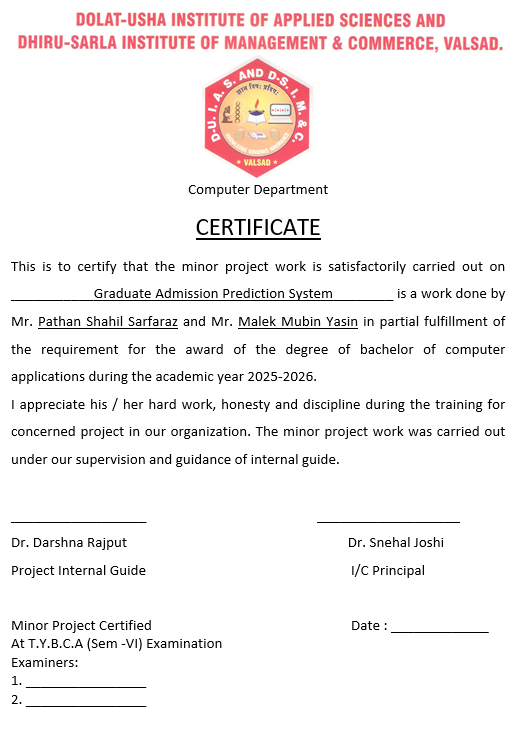 DOLAT-USHA INSTITUTE OF APPLIED SCIENCES AND
DHIRU-SARLA INSTITUTE OF MANAGEMENT & COMMERCE, VALSAD.
D-U. I. A. S. AND D-S. I. M. & C.
★ VALSAD ★
Computer Department
CERTIFICATE
This is to certify that the minor project work is satisfactorily carried out on
___________Graduate Admission Prediction System________ is a work done by
Mr. Pathan Shahil Sarfaraz and Mr. Malek Mubin Yasin in partial fulfillment of
the requirement for the award of the degree of bachelor of computer
applications during the academic year 2025-2026.
I appreciate his / her hard work, honesty and discipline during the training for
concerned project in our organization. The minor project work was carried out
under our supervision and guidance of internal guide.
__________________ ___________________
Dr. Darshna Rajput Dr. Snehal Joshi
Project Internal Guide I/C Principal
Minor Project Certified Date : _____________
At T.Y.B.C.A (Sem -VI) Examination
Examiners:
1. ________________
2. ________________